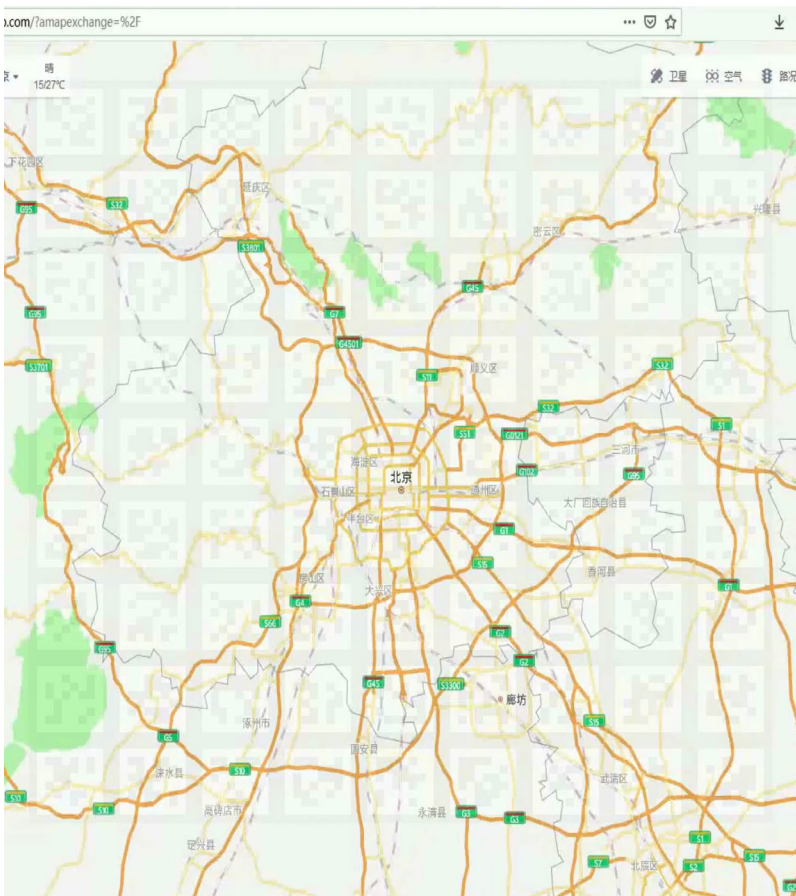 o.com/?amapexchange=%2F
京
晴
15/27℃
卫星
空气
路况
下花园区
延庆区
兴隆县
密云区
G95
S32
S3801
G45
G95
G7
G4501
S3701
S11
顺义区
S32
S32
S1
S51
G0121
三河市
海淀区
北京
G102
G95
石景山区
通州区
大厂回族自治县
丰台区
G1
S15
香河县
房山区
大兴区
G1
G4
S66
G2
G95
G2
G45
S3300
廊坊
涿州市
S15
G5
固安县
涞水县
S10
武清区
S10
S10
高碑店市
永清县
G3
G3
定兴县
S1
S7
北辰区
S2
S16